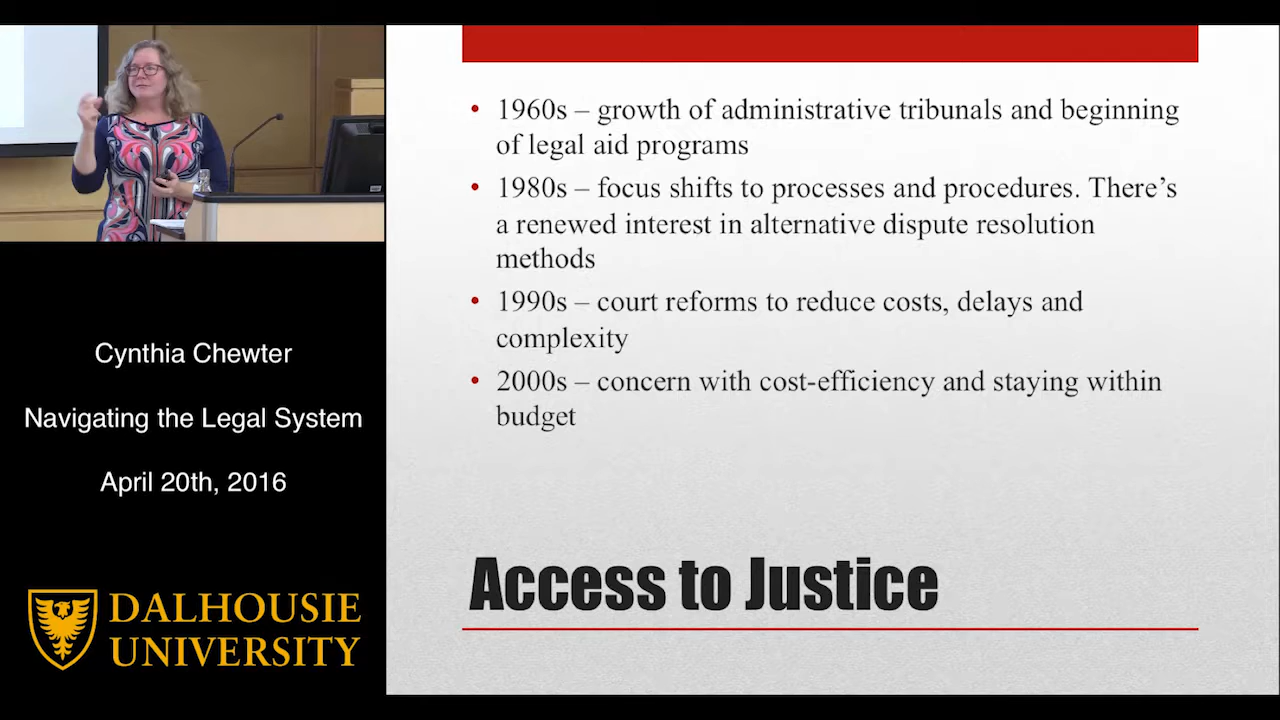 Cynthia Chewter
Navigating the Legal System
April 20th, 2016
DALHOUSIE
UNIVERSITY
• 1960s – growth of administrative tribunals and beginning
of legal aid programs
• 1980s – focus shifts to processes and procedures. There’s
a renewed interest in alternative dispute resolution
methods
• 1990s – court reforms to reduce costs, delays and
complexity
• 2000s – concern with cost-efficiency and staying within
budget
Access to Justice